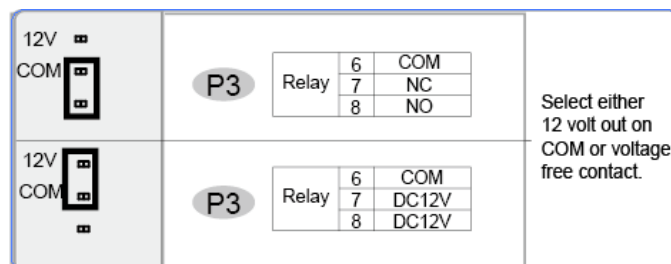 12V
COM
P3
Relay
6 COM
7 NC
8 NO
12V
COM
P3
Relay
6 COM
7 DC12V
8 DC12V
Select either
12 volt out on
COM or voltage
free contact.